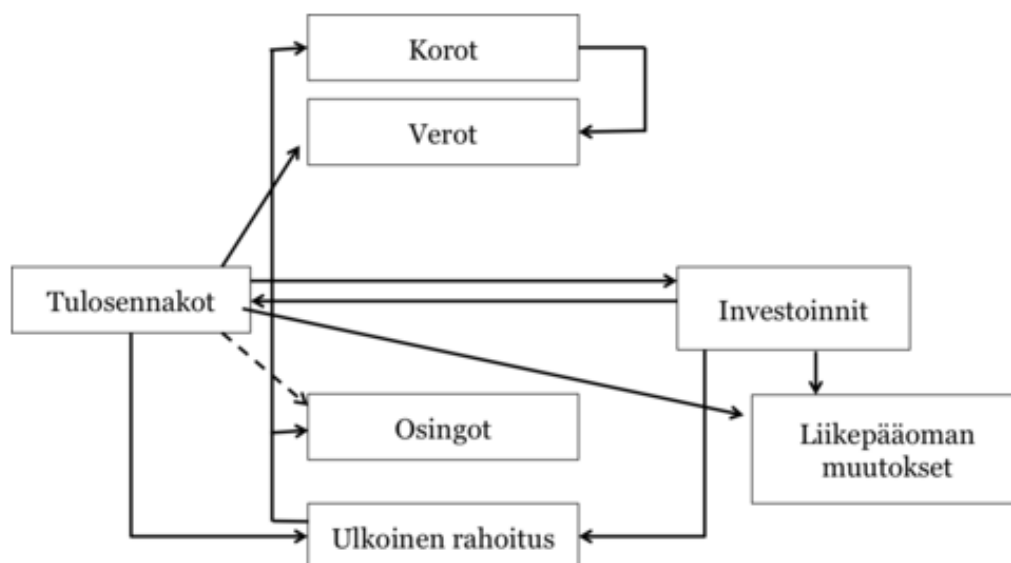 Korot
Verot
Tulosennakot
Investoinnit
Osingot
Liikepääoman
muutokset
Ulkoinen rahoitus